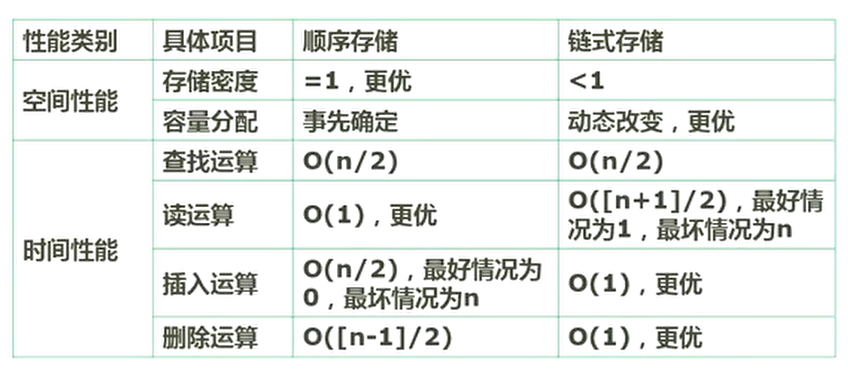 性能类别 具体项目 顺序存储 链式存储
空间性能 存储密度 =1，更优 <1
容量分配 事先确定 动态改变，更优
时间性能 查找运算 O(n/2) O(n/2)
读运算 O(1)，更优 O([n+1]/2)，最好情
况为1，最坏情况为n
插入运算 O(n/2)，最好情况为
0，最坏情况为n O(1)，更优
删除运算 O([n-1]/2) O(1)，更优